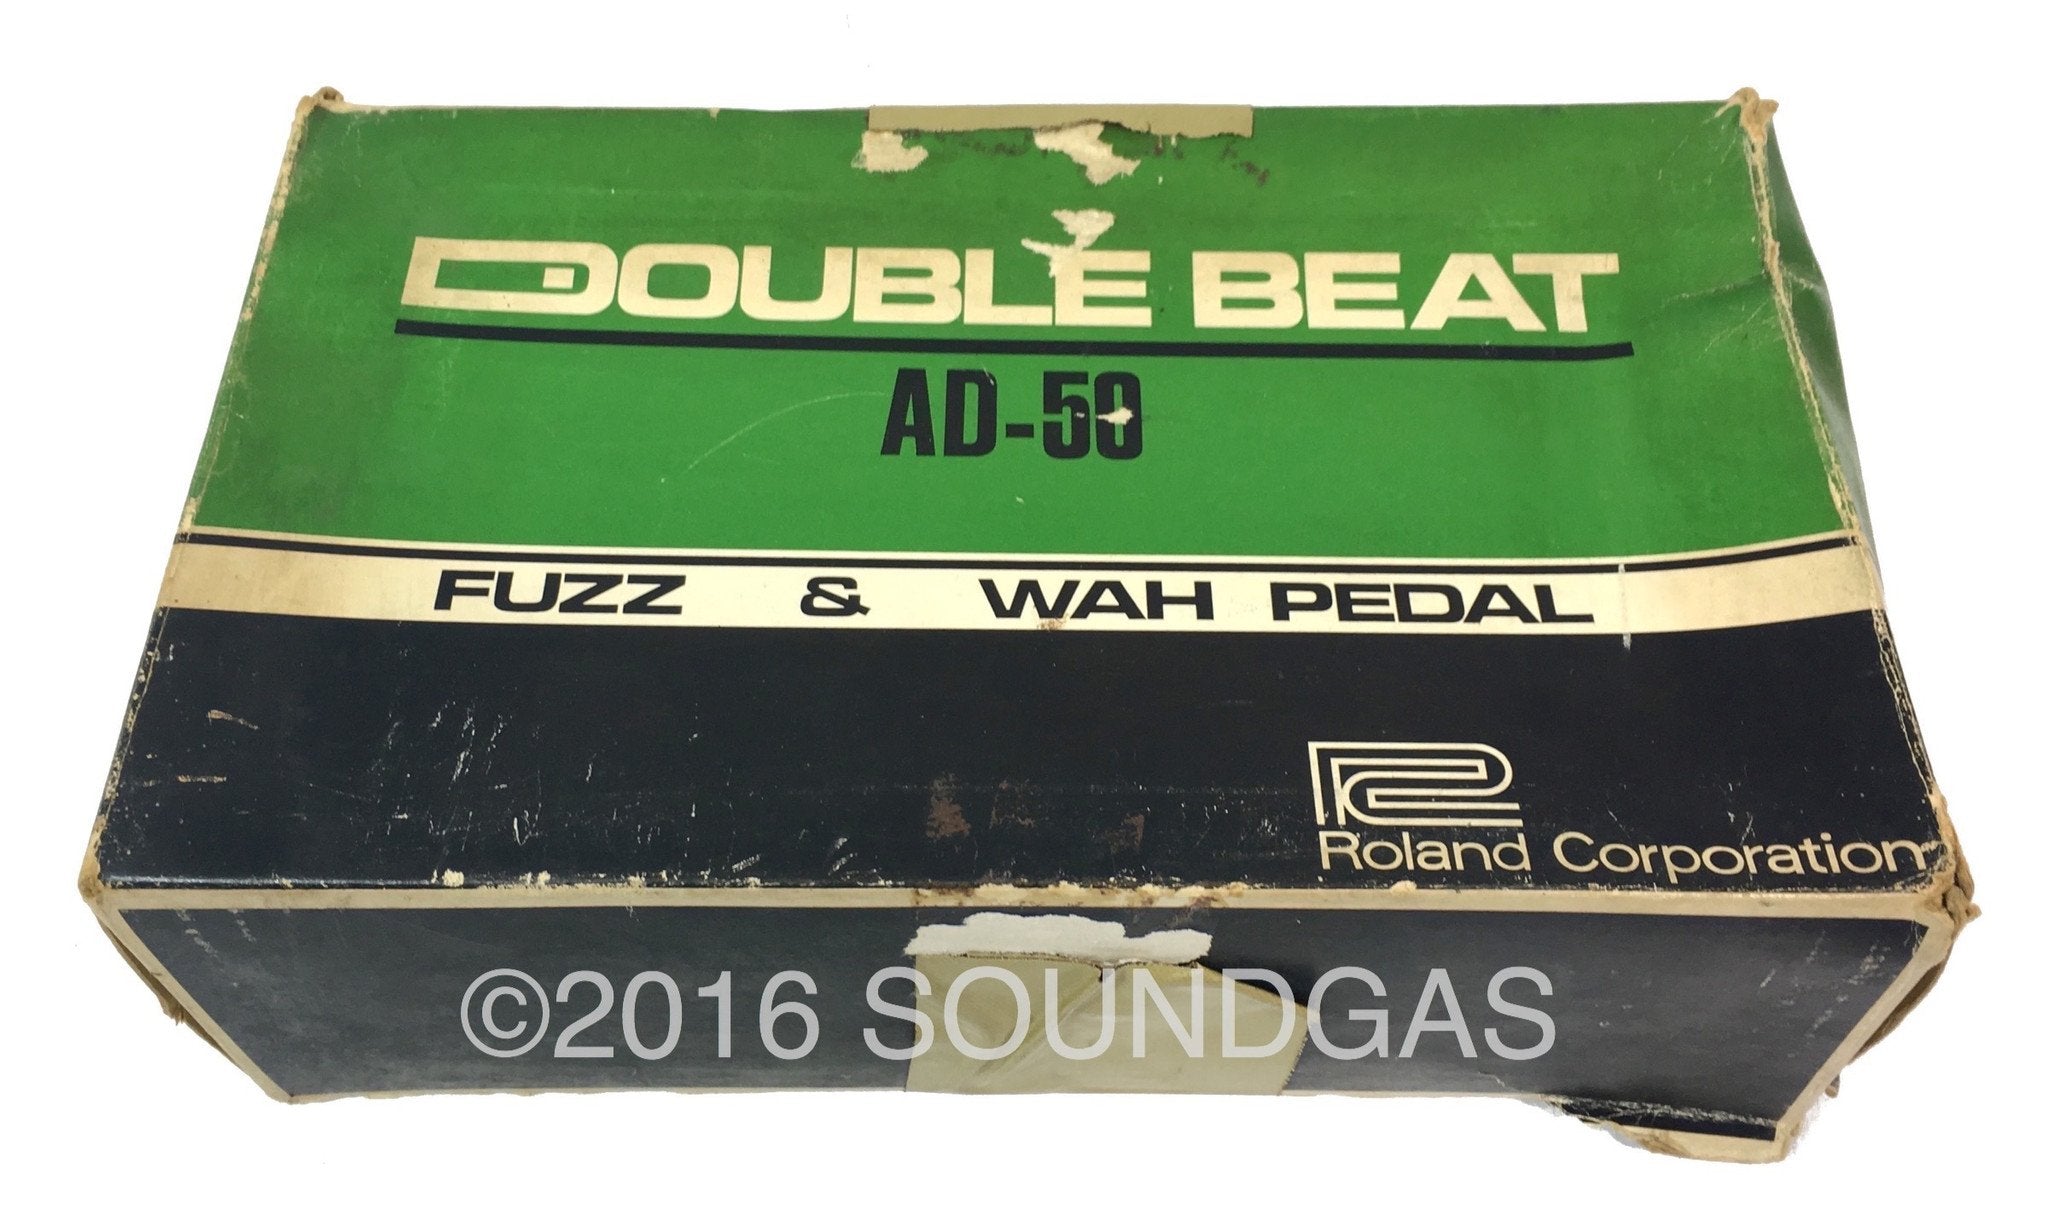 DOUBLE BEAT
AD-50
FUZZ & WAH PEDAL
Roland Corporation
©2016 SOUNDGAS